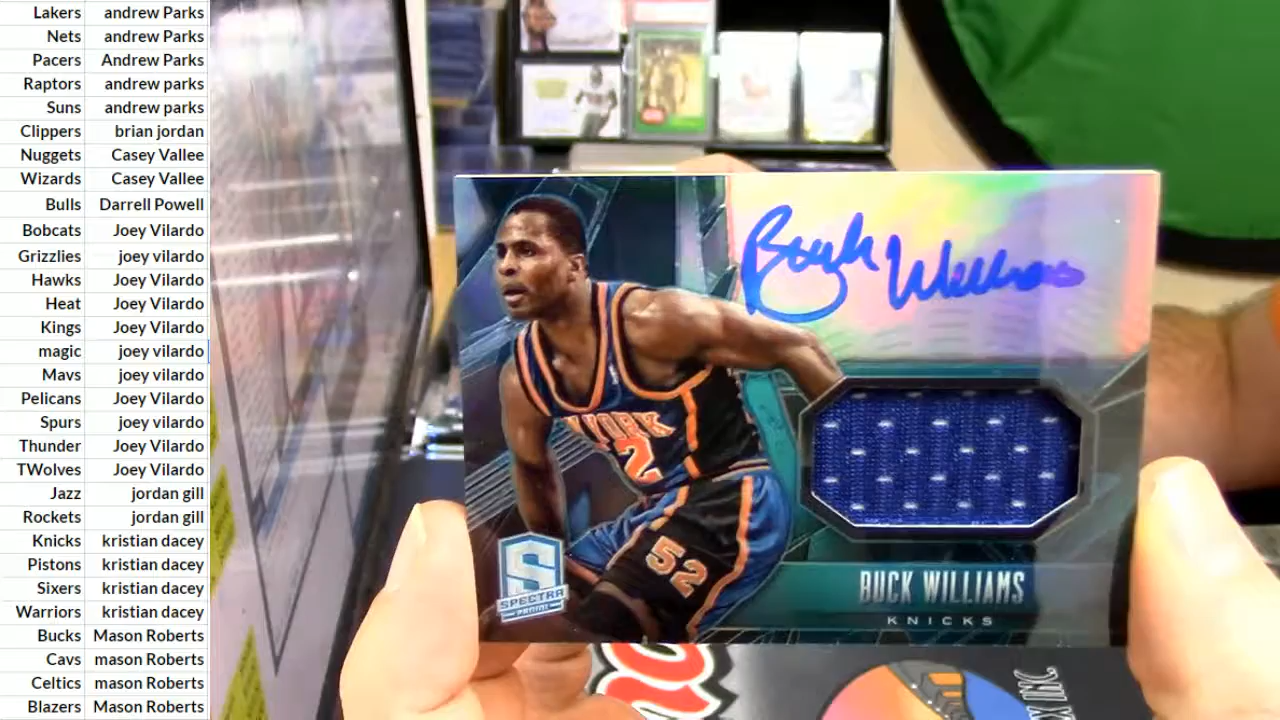 Lakers andrew Parks
Nets andrew Parks
Pacers Andrew Parks
Raptors andrew parks
Suns andrew parks
Clippers brian jordan
Nuggets Casey Vallee
Wizards Casey Vallee
Bulls Darrell Powell
Bobcats Joey Vilardo
Grizzlies joey vilardo
Hawks Joey Vilardo
Heat Joey Vilardo
Kings Joey Vilardo
magic joey vilardo
Mavs joey vilardo
Pelicans Joey Vilardo
Spurs joey vilardo
Thunder Joey Vilardo
TWolves Joey Vilardo
Jazz jordan gill
Rockets jordan gill
Knicks kristian dacey
Pistons kristian dacey
Sixers kristian dacey
Warriors kristian dacey
Bucks Mason Roberts
Cavs mason Roberts
Celtics mason Roberts
Blazers Mason Roberts
Buck Williams
YORK
2
52
S
SPECTRA
PANINI
BUCK WILLIAMS
KNICKS
INC